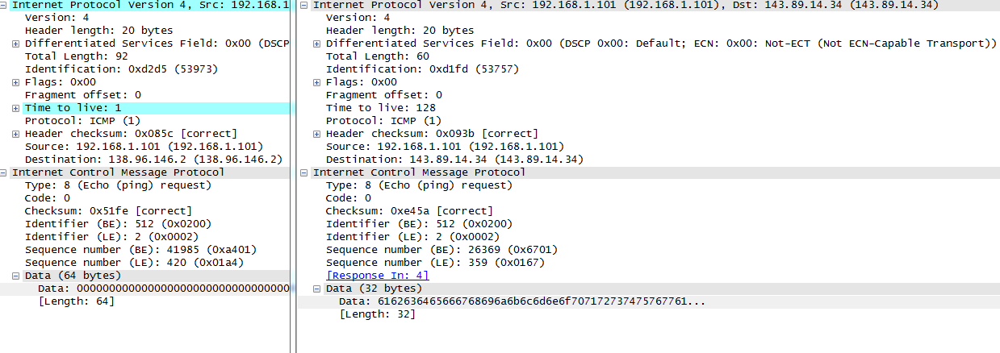 Internet Protocol Version 4, Src: 192.168.1
Version: 4
Header length: 20 bytes
Differentiated Services Field: 0x00 (DSCP
Total Length: 92
Identification: 0xd2d5 (53973)
Flags: 0x00
Fragment offset: 0
Time to live: 1
Protocol: ICMP (1)
Header checksum: 0x085c [correct]
Source: 192.168.1.101 (192.168.1.101)
Destination: 138.96.146.2 (138.96.146.2)
Internet Control Message Protocol
Type: 8 (Echo (ping) request)
Code: 0
Checksum: 0x51fe [correct]
Identifier (BE): 512 (0x0200)
Identifier (LE): 2 (0x0002)
Sequence number (BE): 41985 (0xa401)
Sequence number (LE): 420 (0x01a4)
Data (64 bytes)
Data: 00000000000000000000000000000000000
[Length: 64]
Internet Protocol Version 4, Src: 192.168.1.101 (192.168.1.101), Dst: 143.89.14.34 (143.89.14.34)
Version: 4
Header length: 20 bytes
Differentiated Services Field: 0x00 (DSCP 0x00: Default; ECN: 0x00: Not-ECT (Not ECN-Capable Transport))
Total Length: 60
Identification: 0xd1fd (53757)
Flags: 0x00
Fragment offset: 0
Time to live: 128
Protocol: ICMP (1)
Header checksum: 0x093b [correct]
Source: 192.168.1.101 (192.168.1.101)
Destination: 143.89.14.34 (143.89.14.34)
Internet Control Message Protocol
Type: 8 (Echo (ping) request)
Code: 0
Checksum: 0xe45a [correct]
Identifier (BE): 512 (0x0200)
Identifier (LE): 2 (0x0002)
Sequence number (BE): 26369 (0x6701)
Sequence number (LE): 359 (0x0167)
[Response In: 4]
Data (32 bytes)
Data: 6162636465666768696a6b6c6d6e6f707172737475767761...
[Length: 32]